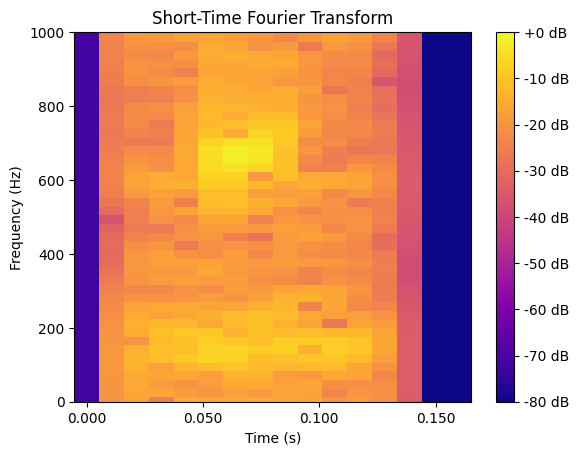 Short-Time Fourier Transform
1000
800
600
400
200
0
Frequency (Hz)
0.000
0.050
0.100
0.150
Time (s)
+0 dB
-10 dB
-20 dB
-30 dB
-40 dB
-50 dB
-60 dB
-70 dB
-80 dB